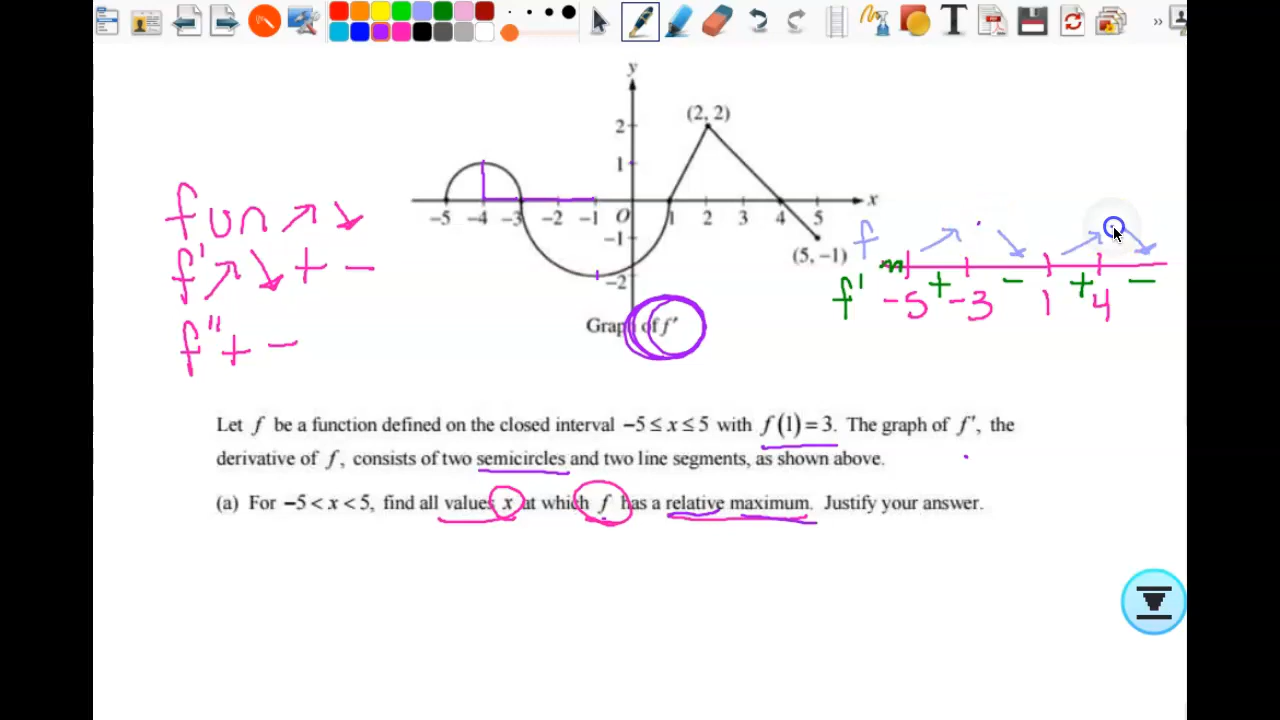 y
(2, 2)
2
1
-5 -4 -3 -2 -1 O 1 2 3 4 5 x
-1
(5, -1)
-2
Graph of f'
f ∪ ∩ ↗ ↘
f' ↗ ↘ + -
f" + -
f ↗ ↘ ↗ ↘
f' + - + -
-5 -3 1 4
Let f be a function defined on the closed interval -5 ≤ x ≤ 5 with f(1) = 3. The graph of f', the
derivative of f, consists of two semicircles and two line segments, as shown above.
(a) For -5 < x < 5, find all values x at which f has a relative maximum. Justify your answer.